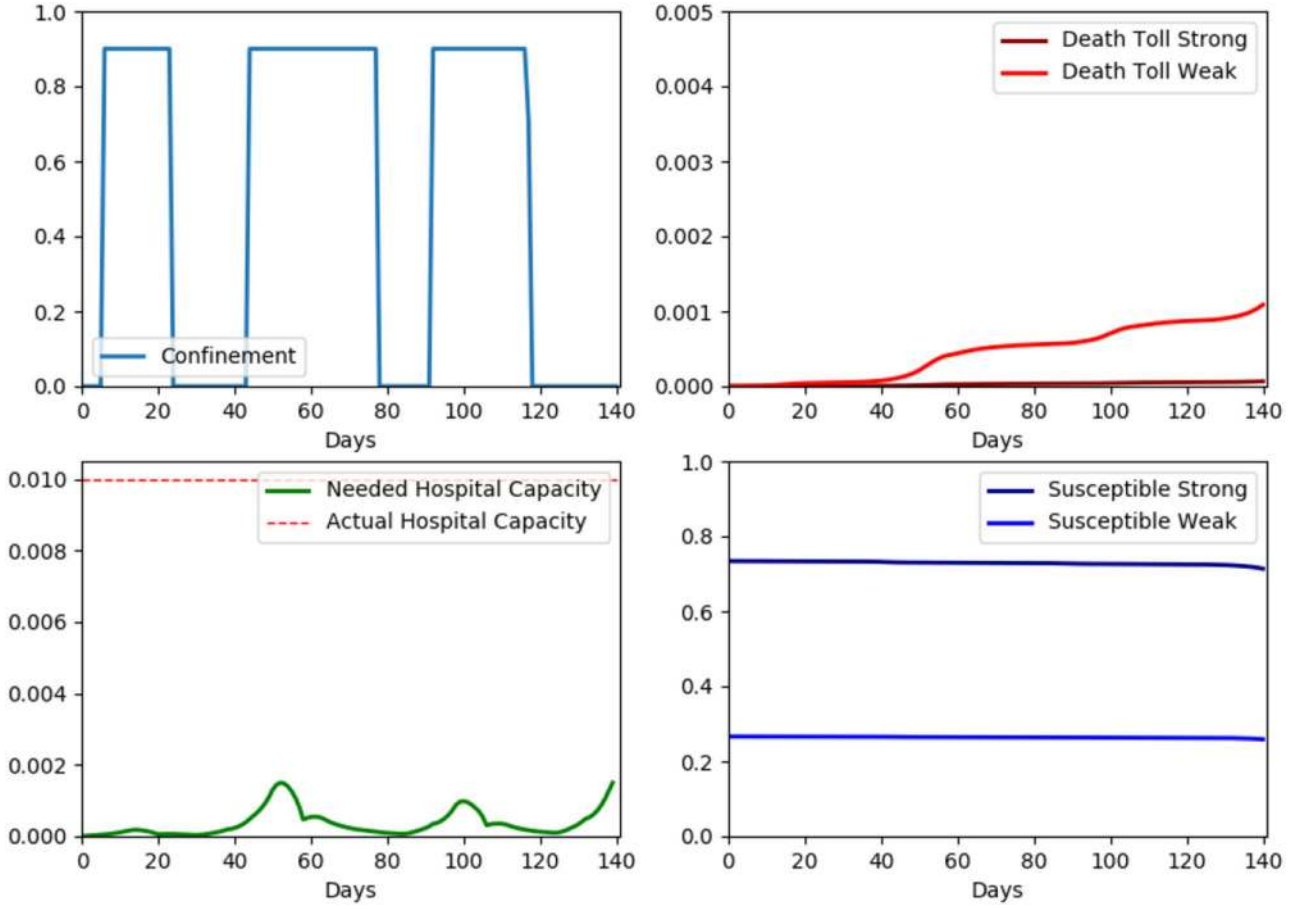 1.0
0.8
0.6
0.4
0.2
0.0
Confinement
0 20 40 60 80 100 120 140
Days
0.005
0.004
0.003
0.002
0.001
0.000
Death Toll Strong
Death Toll Weak
0 20 40 60 80 100 120 140
Days
0.010
0.008
0.006
0.004
0.002
0.000
Needed Hospital Capacity
Actual Hospital Capacity
0 20 40 60 80 100 120 140
Days
1.0
0.8
0.6
0.4
0.2
0.0
Susceptible Strong
Susceptible Weak
0 20 40 60 80 100 120 140
Days